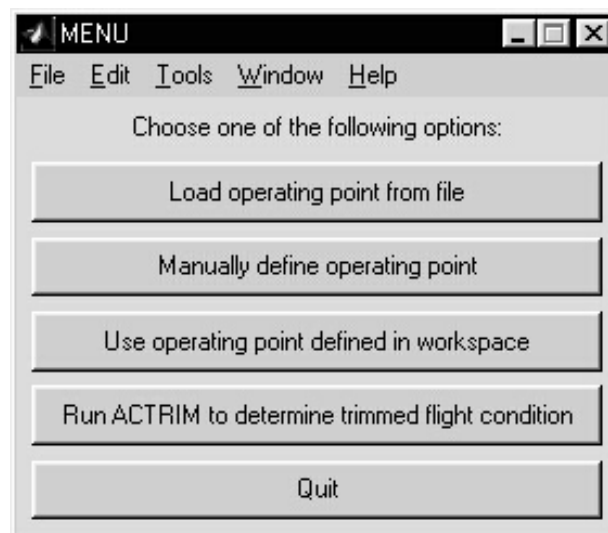 MENU
File Edit Tools Window Help
Choose one of the following options:
Load operating point from file
Manually define operating point
Use operating point defined in workspace
Run ACTRIM to determine trimmed flight condition
Quit